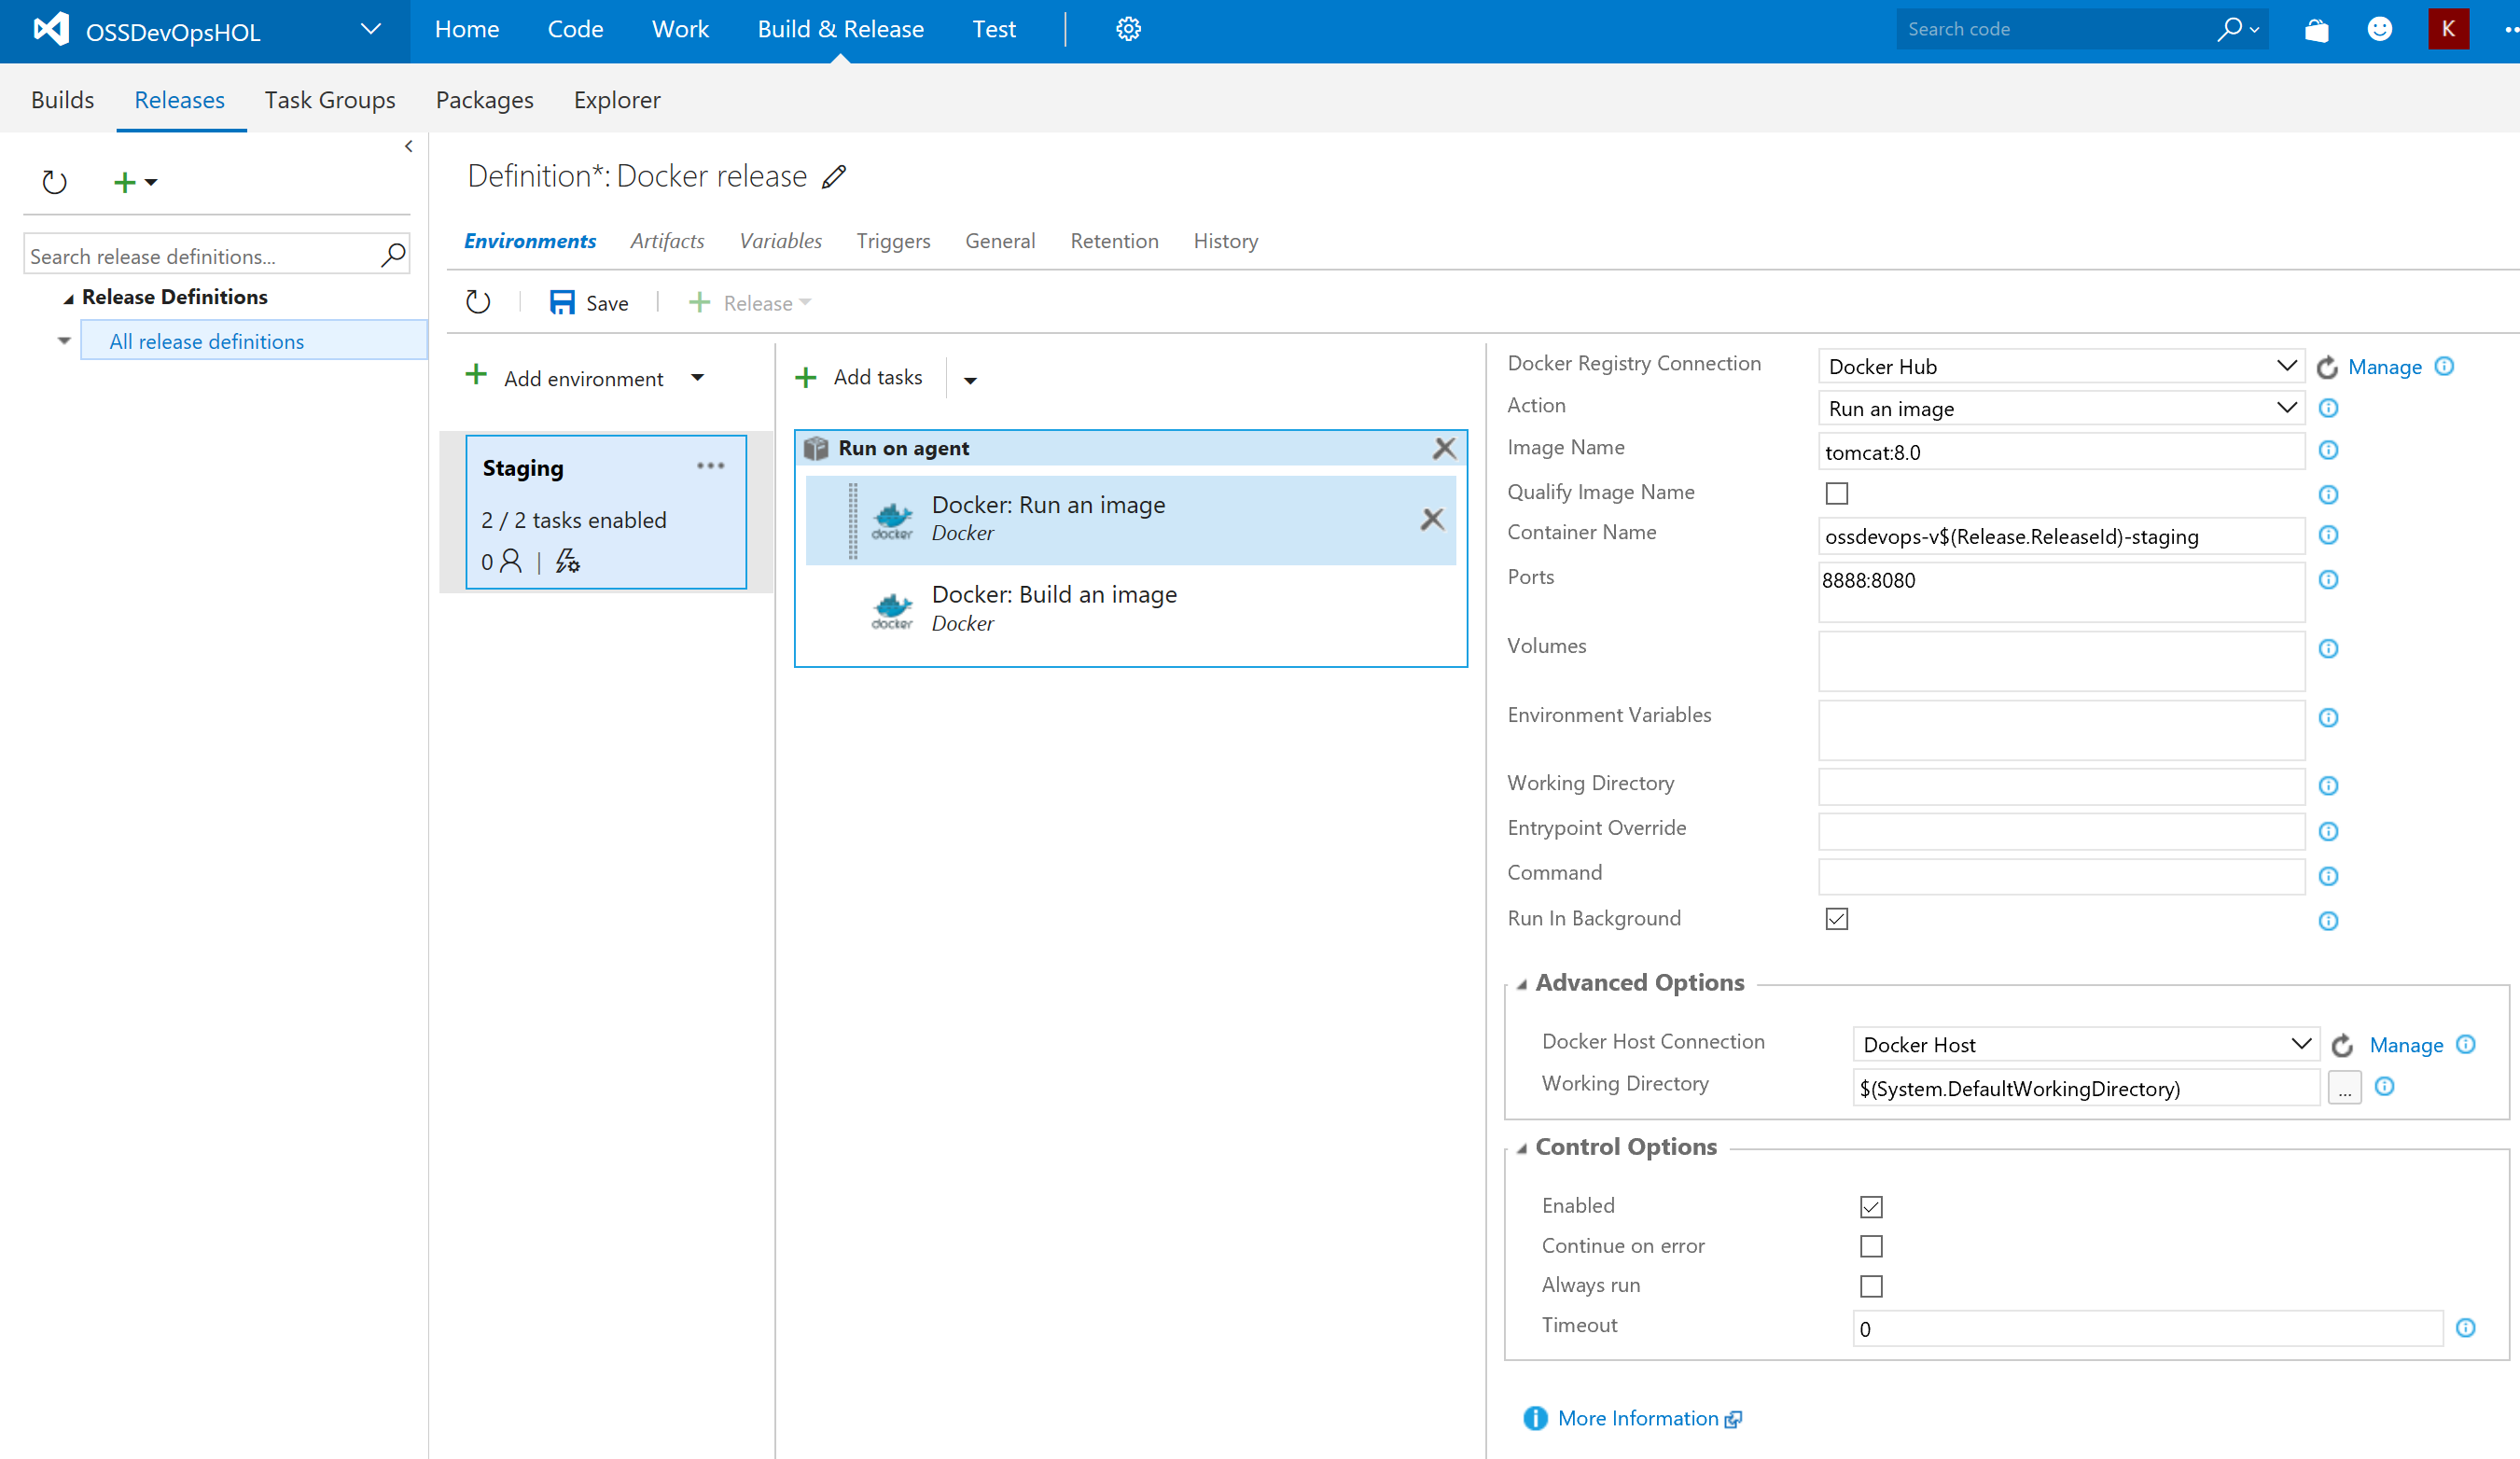 OSSDevOpsHOL
Home
Code
Work
Build & Release
Test
Search code
K
Builds
Releases
Task Groups
Packages
Explorer
Search release definitions...
Release Definitions
All release definitions
Definition*: Docker release
Environments
Artifacts
Variables
Triggers
General
Retention
History
Save
Release
Add environment
Staging
...
2 / 2 tasks enabled
0
Add tasks
Run on agent
Docker: Run an image
docker
Docker
Docker: Build an image
docker
Docker
Docker Registry Connection
Docker Hub
Manage
Action
Run an image
Image Name
tomcat:8.0
Qualify Image Name
Container Name
ossdevops-v$(Release.ReleaseId)-staging
Ports
8888:8080
Volumes
Environment Variables
Working Directory
Entrypoint Override
Command
Run In Background
Advanced Options
Docker Host Connection
Docker Host
Manage
Working Directory
$(System.DefaultWorkingDirectory)
...
Control Options
Enabled
Continue on error
Always run
Timeout
0
More Information